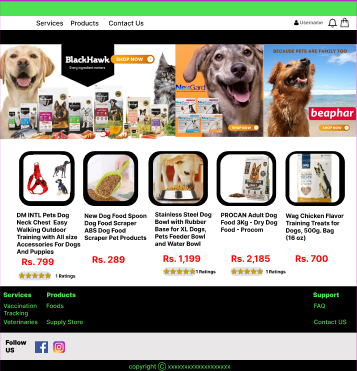 Services Products Contact Us
Username
BlackHawk
Every ingredient matters
SHOP NOW
NexGard
BECAUSE PETS ARE FAMILY TOO
beaphar
SHOP NOW
SHOP NOW
DM INTL Pets Dog
Neck Chest Easy
Walking Outdoor
Training with All size
Accessories For Dogs
And Puppies
Rs. 799
1 Ratings
New Dog Food Spoon
Dog Food Scraper
ABS Dog Food
Scraper Pet Products
Rs. 289
Stainless Steel Dog
Bowl with Rubber
Base for XL Dogs,
Pets Feeder Bowl
and Water Bowl
Rs. 1,199
1 Ratings
PROCAN Adult Dog
Food 3Kg - Dry Dog
Food - Procom
Rs. 2,185
1 Ratings
Wag Chicken Flavor
Training Treats for
Dogs, 500g. Bag
(16 oz)
Rs. 700
Services Products Support
Vaccination Foods FAQ
Tracking
Veterinaries Supply Store Contact US
Follow
US
copyright © xxxxxxxxxxxxxxxxxxx